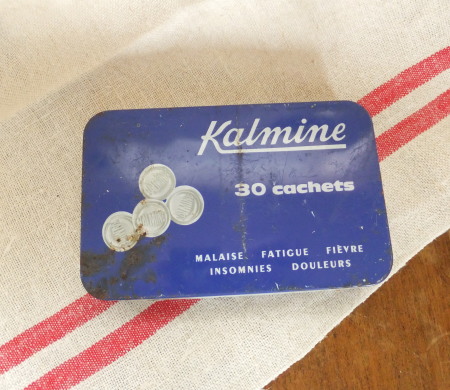 Kalmine
30 cachets
MALAISE FATIGUE FIÈVRE
INSOMNIES DOULEURS